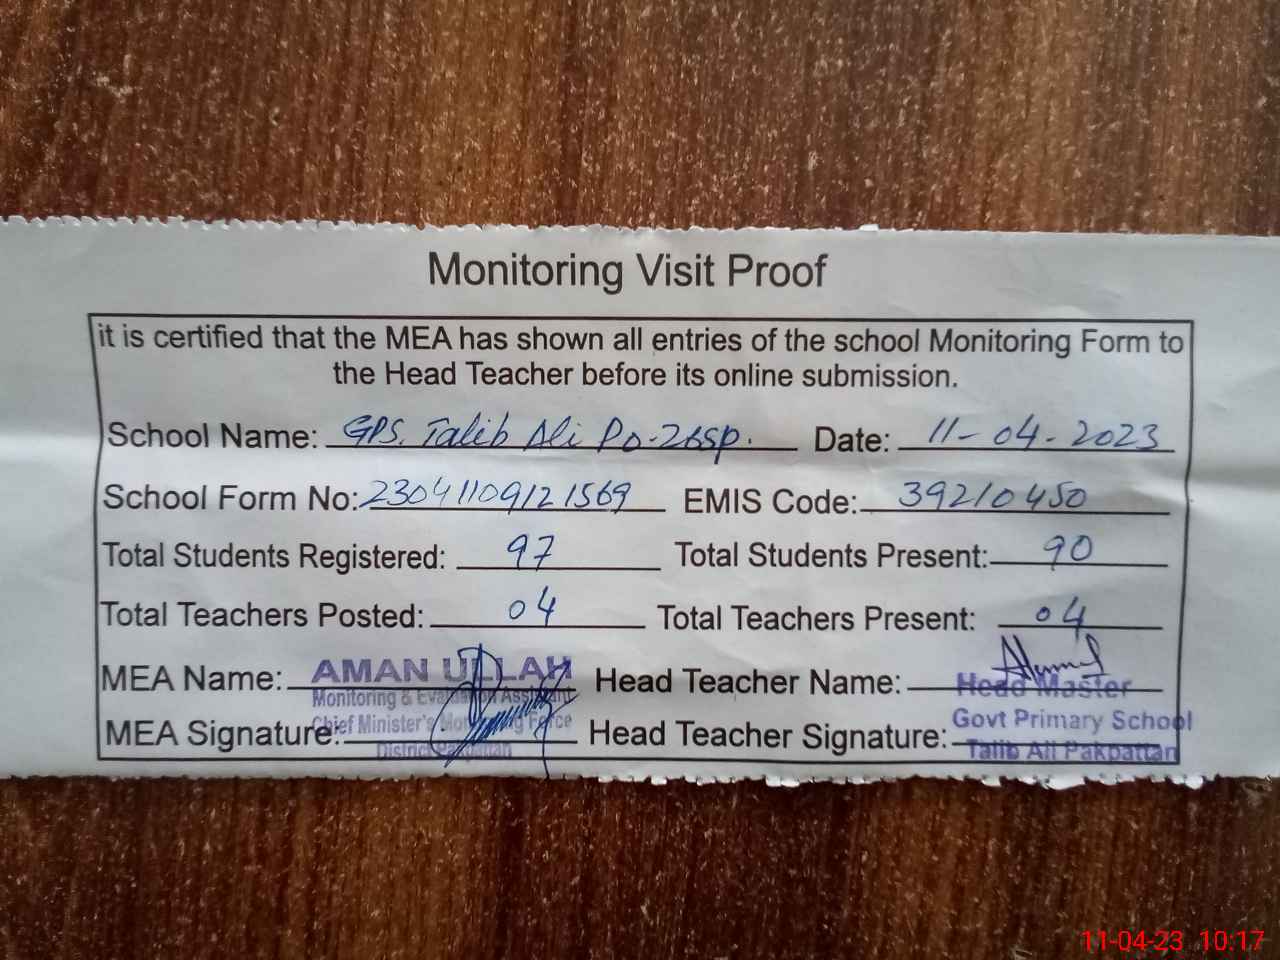 Monitoring Visit Proof
it is certified that the MEA has shown all entries of the school Monitoring Form to
the Head Teacher before its online submission.
School Name: GPS. Talib Ali Po-26sp. Date: 11-04-2023
School Form No: 23041109121569 EMIS Code: 39210450
Total Students Registered: 97 Total Students Present: 90
Total Teachers Posted: 04 Total Teachers Present: 04
MEA Name: AMAN ULLAH Head Teacher Name:
Monitoring & Evaluation Assistant Head Master
Chief Minister's Monitoring Force Govt Primary School
MEA Signature: Head Teacher Signature:
District Pakpattan Talib Ali Pakpattan
11-04-23 10:17